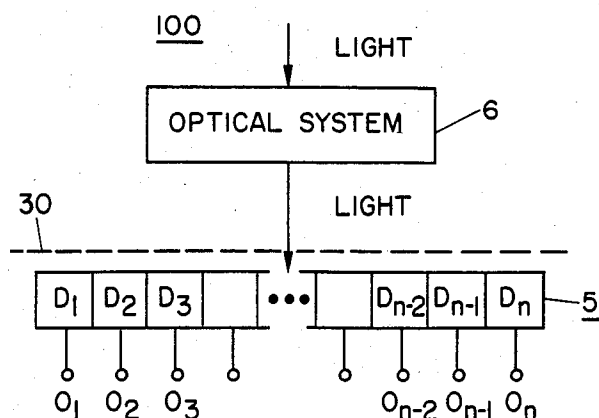 100
LIGHT
OPTICAL SYSTEM
6
LIGHT
30
D1 D2 D3 ••• Dn-2 Dn-1 Dn
5
O1 O2 O3 On-2 On-1 On